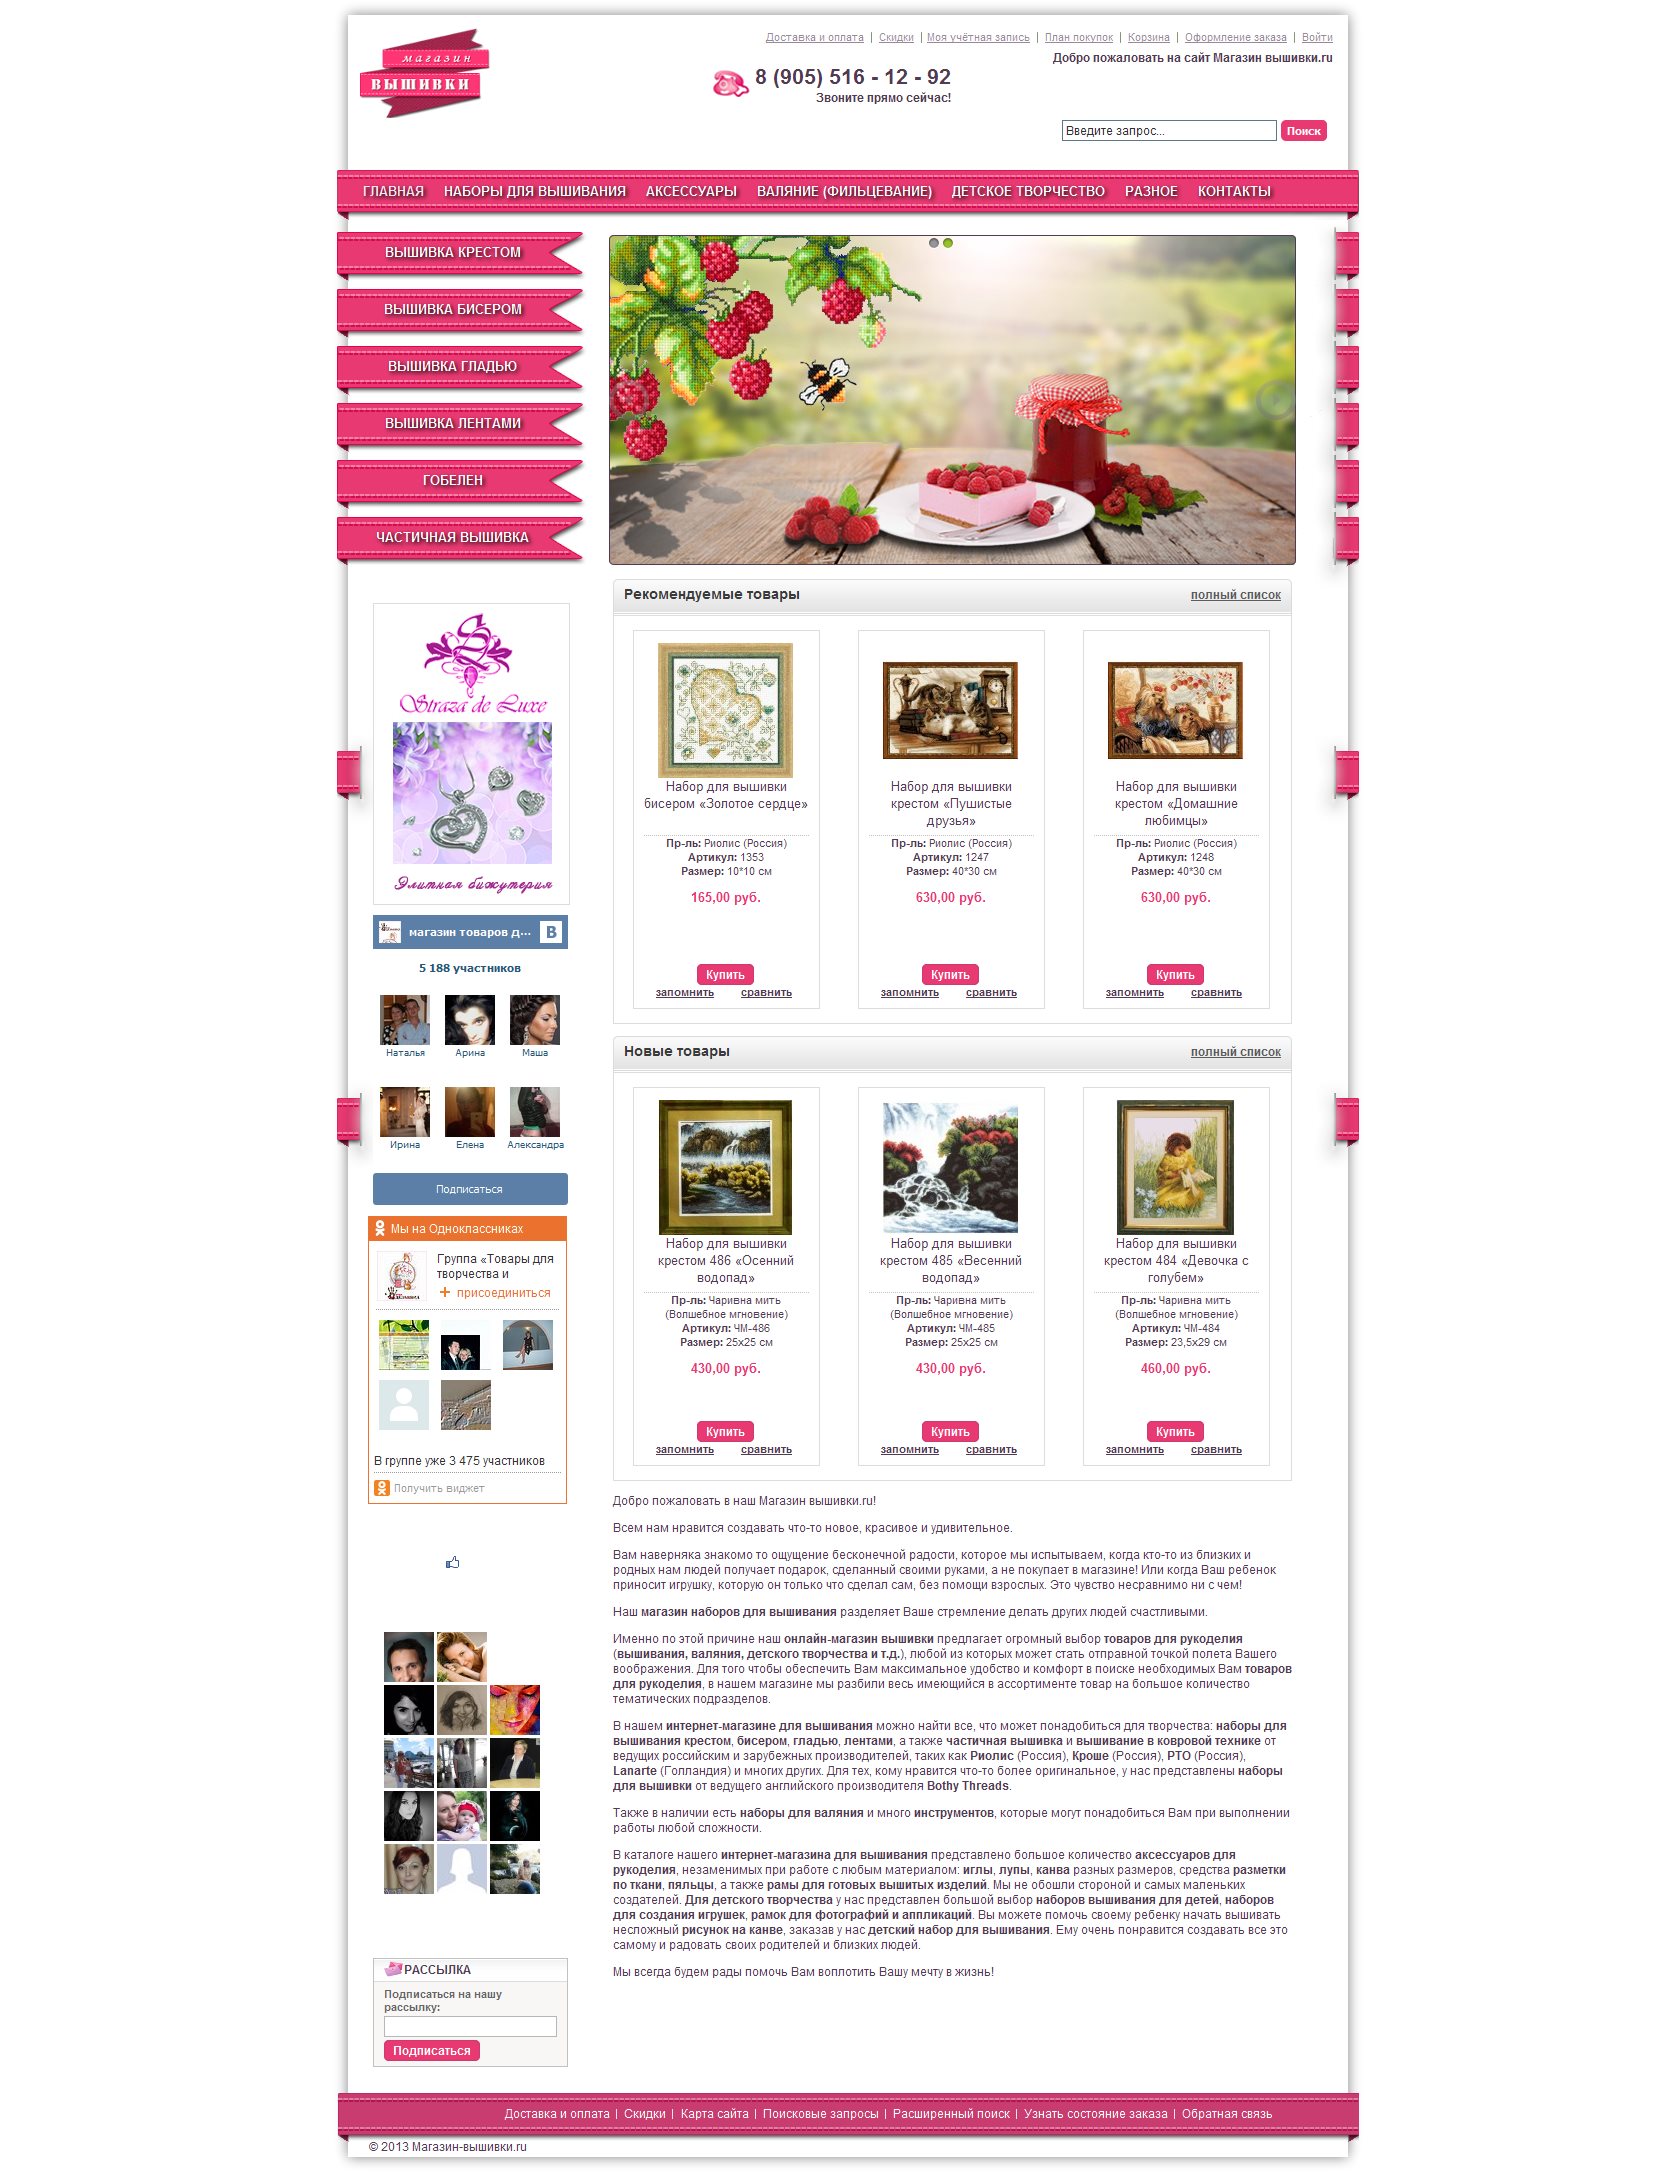 магазин
ВЫШИВКИ
Доставка и оплата | Скидки | Моя учётная запись | План покупок | Корзина | Оформление заказа | Войти
Добро пожаловать на сайт Магазин вышивки.ru
8 (905) 516 - 12 - 92
Звоните прямо сейчас!
Введите запрос...
Поиск
ГЛАВНАЯ НАБОРЫ ДЛЯ ВЫШИВАНИЯ АКСЕССУАРЫ ВАЛЯНИЕ (ФИЛЬЦЕВАНИЕ) ДЕТСКОЕ ТВОРЧЕСТВО РАЗНОЕ КОНТАКТЫ
ВЫШИВКА КРЕСТОМ
ВЫШИВКА БИСЕРОМ
ВЫШИВКА ГЛАДЬЮ
ВЫШИВКА ЛЕНТАМИ
ГОБЕЛЕН
ЧАСТИЧНАЯ ВЫШИВКА
Straza de Luxe
Элитная бижутерия
магазин товаров д...
В
5 188 участников
Наталья Арина Маша
Ирина Елена Александра
Подписаться
Мы на Одноклассниках
Группа «Товары для
творчества и
+ присоединиться
В группе уже 3 475 участников
Получить виджет
РАССЫЛКА
Подписаться на нашу
рассылку:
Подписаться
Рекомендуемые товары полный список
Набор для вышивки
бисером «Золотое сердце»
Пр-ль: Риолис (Россия)
Артикул: 1353
Размер: 10*10 см
165,00 руб.
Купить
запомнить сравнить
Набор для вышивки
крестом «Пушистые
друзья»
Пр-ль: Риолис (Россия)
Артикул: 1247
Размер: 40*30 см
630,00 руб.
Купить
запомнить сравнить
Набор для вышивки
крестом «Домашние
любимцы»
Пр-ль: Риолис (Россия)
Артикул: 1248
Размер: 40*30 см
630,00 руб.
Купить
запомнить сравнить
Новые товары полный список
Набор для вышивки
крестом 486 «Осенний
водопад»
Пр-ль: Чаривна мить
(Волшебное мгновение)
Артикул: ЧМ-486
Размер: 25х25 см
430,00 руб.
Купить
запомнить сравнить
Набор для вышивки
крестом 485 «Весенний
водопад»
Пр-ль: Чаривна мить
(Волшебное мгновение)
Артикул: ЧМ-485
Размер: 25х25 см
430,00 руб.
Купить
запомнить сравнить
Набор для вышивки
крестом 484 «Девочка с
голубем»
Пр-ль: Чаривна мить
(Волшебное мгновение)
Артикул: ЧМ-484
Размер: 23,5х29 см
460,00 руб.
Купить
запомнить сравнить
Добро пожаловать в наш Магазин вышивки.ru!
Всем нам нравится создавать что-то новое, красивое и удивительное.
Вам наверняка знакомо то ощущение бесконечной радости, которое мы испытываем, когда кто-то из близких и
родных нам людей получает подарок, сделанный своими руками, а не покупает в магазине! Или когда Ваш ребенок
приносит игрушку, которую он только что сделал сам, без помощи взрослых. Это чувство несравнимо ни с чем!
Наш магазин наборов для вышивания разделяет Ваше стремление делать других людей счастливыми.
Именно по этой причине наш онлайн-магазин вышивки предлагает огромный выбор товаров для рукоделия
(вышивания, валяния, детского творчества и т.д.), любой из которых может стать отправной точкой полета Вашего
воображения. Для того чтобы обеспечить Вам максимальное удобство и комфорт в поиске необходимых Вам товаров
для рукоделия, в нашем магазине мы разбили весь имеющийся в ассортименте товар на большое количество
тематических подразделов.
В нашем интернет-магазине для вышивания можно найти все, что может понадобиться для творчества: наборы для
вышивания крестом, бисером, гладью, лентами, а также частичная вышивка и вышивание в ковровой технике от
ведущих российским и зарубежных производителей, таких как Риолис (Россия), Кроше (Россия), РТО (Россия),
Lanarte (Голландия) и многих других. Для тех, кому нравится что-то более оригинальное, у нас представлены наборы
для вышивки от ведущего английского производителя Bothy Threads.
Также в наличии есть наборы для валяния и много инструментов, которые могут понадобиться Вам при выполнении
работы любой сложности.
В каталоге нашего интернет-магазина для вышивания представлено большое количество аксессуаров для
рукоделия, незаменимых при работе с любым материалом: иглы, лупы, канва разных размеров, средства разметки
по ткани, пяльцы, а также рамы для готовых вышитых изделий. Мы не обошли стороной и самых маленьких
создателей. Для детского творчества у нас представлен большой выбор наборов вышивания для детей, наборов
для создания игрушек, рамок для фотографий и аппликаций. Вы можете помочь своему ребенку начать вышивать
несложный рисунок на канве, заказав у нас детский набор для вышивания. Ему очень понравится создавать все это
самому и радовать своих родителей и близких людей.
Мы всегда будем рады помочь Вам воплотить Вашу мечту в жизнь!
Доставка и оплата | Скидки | Карта сайта | Поисковые запросы | Расширенный поиск | Узнать состояние заказа | Обратная связь
© 2013 Магазин-вышивки.ru